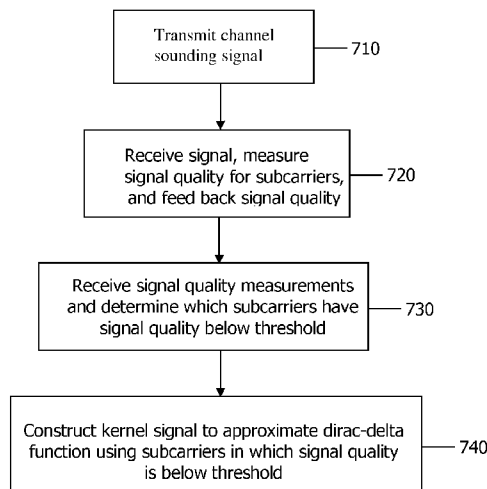 Transmit channel
sounding signal
710
Receive signal, measure
signal quality for subcarriers,
and feed back signal quality
720
Receive signal quality measurements
and determine which subcarriers have
signal quality below threshold
730
Construct kernel signal to approximate dirac-delta
function using subcarriers in which signal quality
is below threshold
740